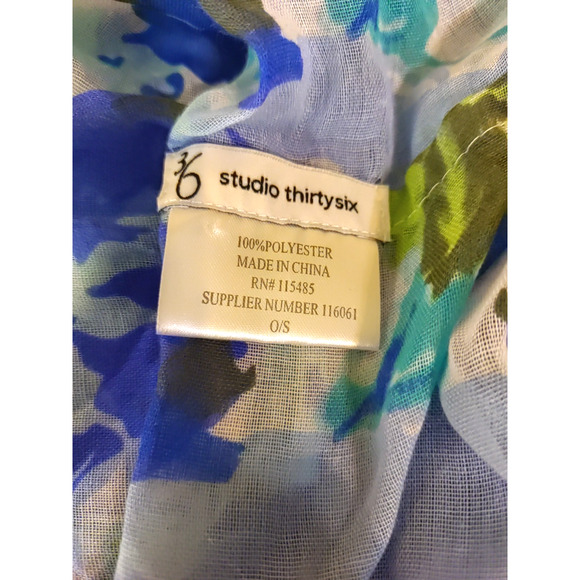 36 studio thirtysix
100%POLYESTER
MADE IN CHINA
RN# 115485
SUPPLIER NUMBER 116061
O/S